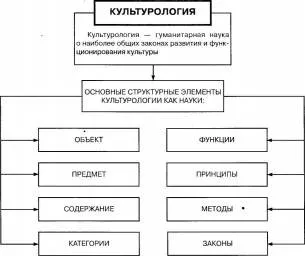 КУЛЬТУРОЛОГИЯ
Культурология — гуманитарная наука
о наиболее общих законах развития и функ-
ционирования культуры
ОСНОВНЫЕ СТРУКТУРНЫЕ ЭЛЕМЕНТЫ
КУЛЬТУРОЛОГИИ КАК НАУКИ:
ОБЪЕКТ
ФУНКЦИИ
ПРЕДМЕТ
ПРИНЦИПЫ
СОДЕРЖАНИЕ
МЕТОДЫ
КАТЕГОРИИ
ЗАКОНЫ